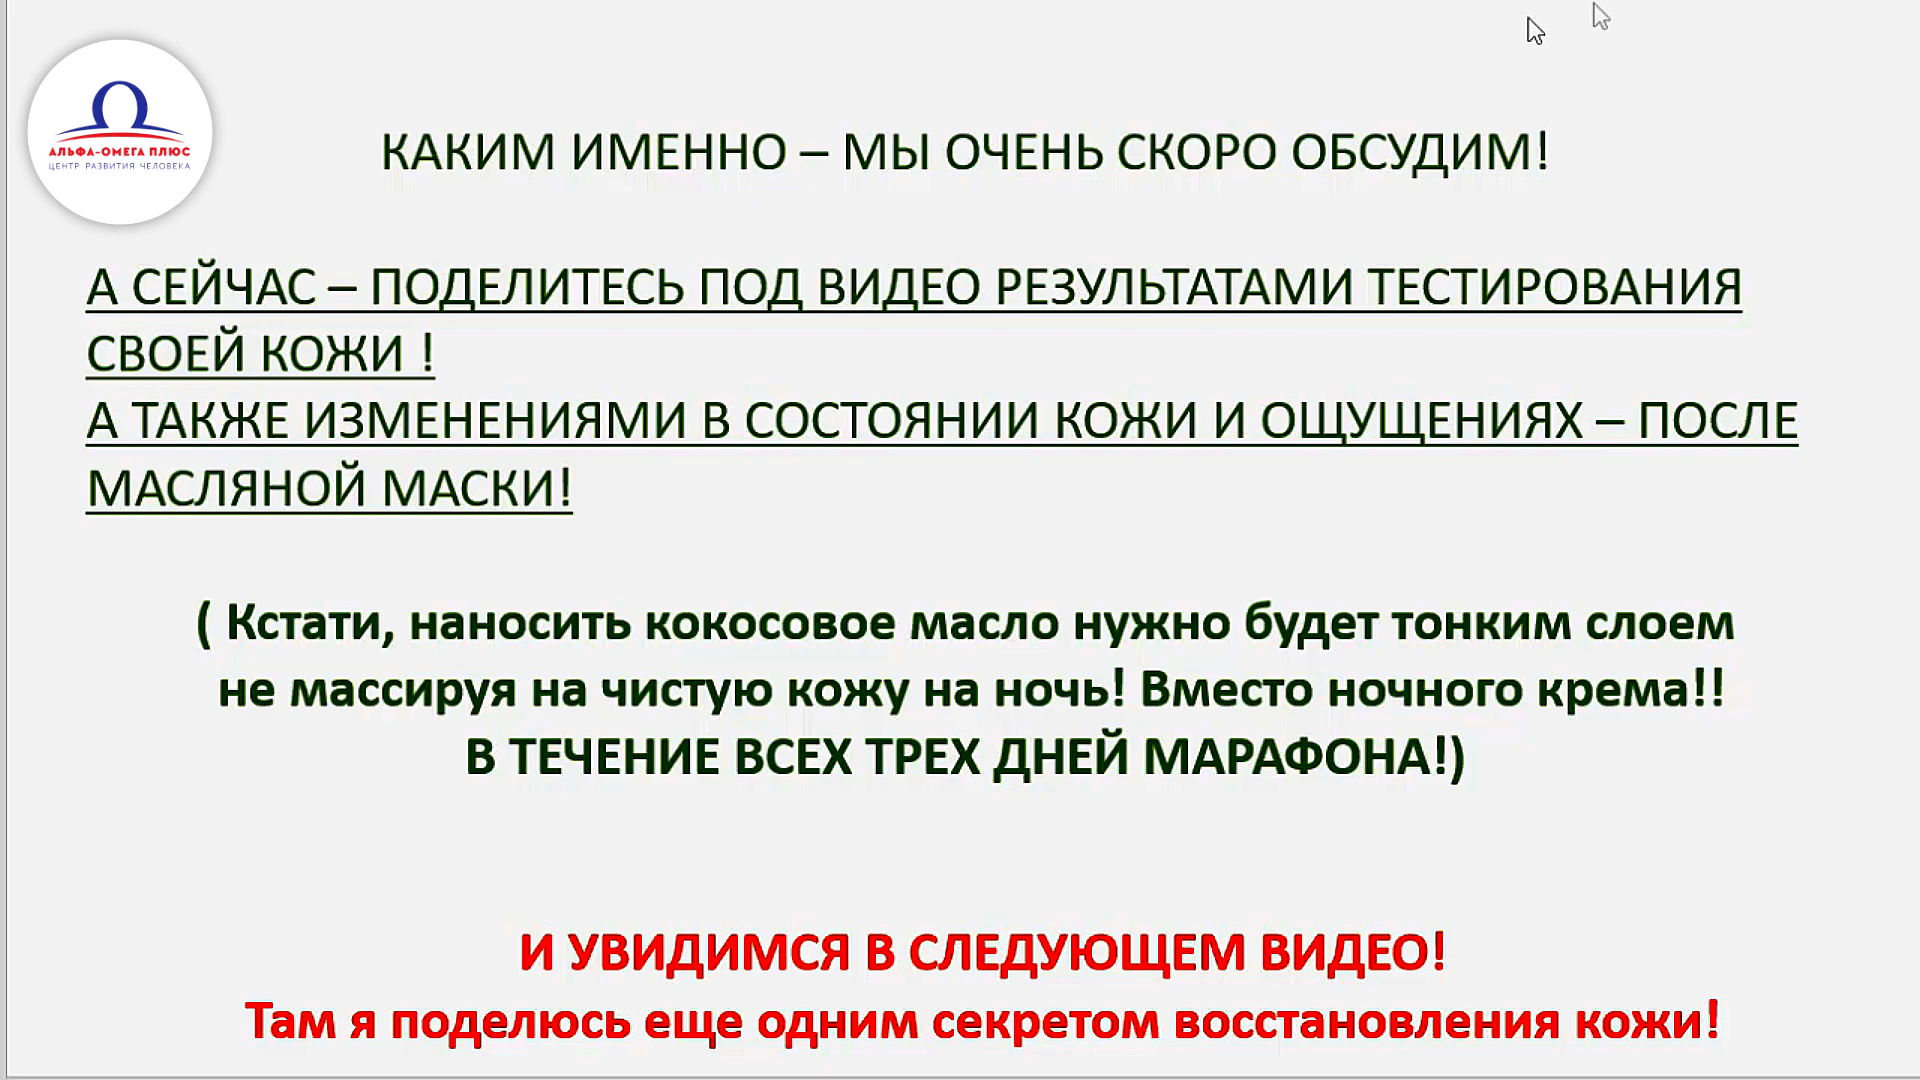 АЛЬФА-ОМЕГА ПЛЮС
ЦЕНТР РАЗВИТИЯ ЧЕЛОВЕКА
КАКИМ ИМЕННО – МЫ ОЧЕНЬ СКОРО ОБСУДИМ!
А СЕЙЧАС – ПОДЕЛИТЕСЬ ПОД ВИДЕО РЕЗУЛЬТАТАМИ ТЕСТИРОВАНИЯ
СВОЕЙ КОЖИ !
А ТАКЖЕ ИЗМЕНЕНИЯМИ В СОСТОЯНИИ КОЖИ И ОЩУЩЕНИЯХ – ПОСЛЕ
МАСЛЯНОЙ МАСКИ!
( Кстати, наносить кокосовое масло нужно будет тонким слоем
не массируя на чистую кожу на ночь! Вместо ночного крема!!
В ТЕЧЕНИЕ ВСЕХ ТРЕХ ДНЕЙ МАРАФОНА!)
И УВИДИМСЯ В СЛЕДУЮЩЕМ ВИДЕО!
Там я поделюсь еще одним секретом восстановления кожи!